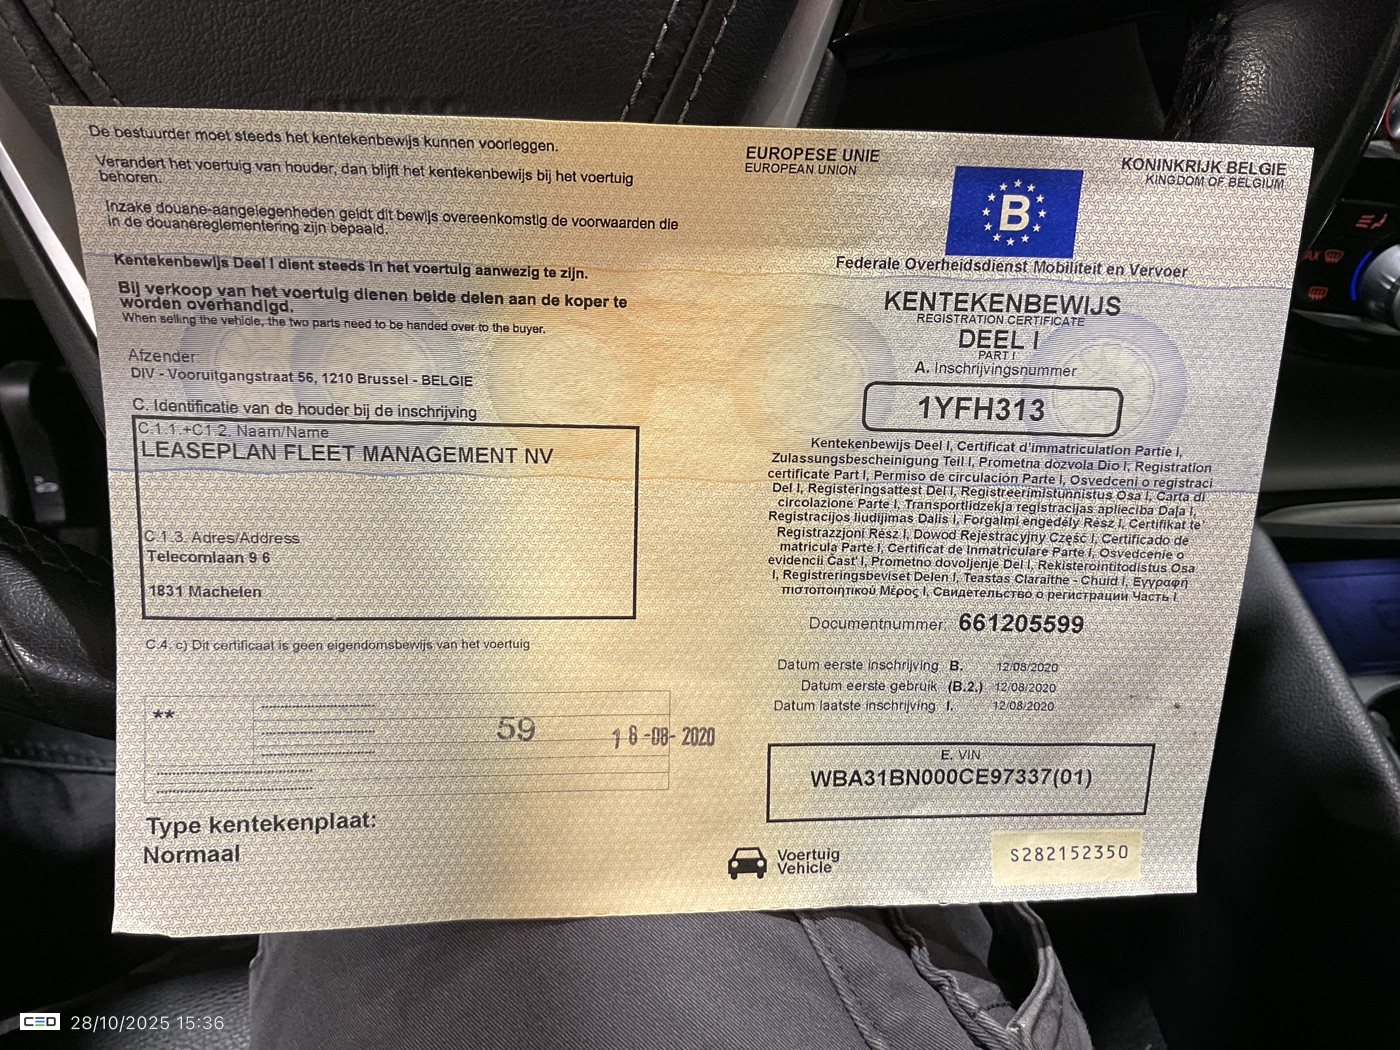 De bestuurder moet steeds het kentekenbewijs kunnen voorleggen.
Verandert het voertuig van houder, dan blijft het kentekenbewijs bij het voertuig
behoren.
Inzake douane-aangelegenheden geldt dit bewijs overeenkomstig de voorwaarden die
in de douanereglementering zijn bepaald.
Kentekenbewijs Deel I dient steeds in het voertuig aanwezig te zijn.
Bij verkoop van het voertuig dienen beide delen aan de koper te
worden overhandigd.
When selling the vehicle, the two parts need to be handed over to the buyer.
Afzender:
DIV - Vooruitgangstraat 56, 1210 Brussel - BELGIE
C. Identificatie van de houder bij de inschrijving
C.1.1.+C1.2. Naam/Name
LEASEPLAN FLEET MANAGEMENT NV
C.1.3. Adres/Address
Telecomlaan 9 6
1831 Machelen
C.4. c) Dit certificaat is geen eigendomsbewijs van het voertuig
**
59
18-08-2020
Type kentekenplaat:
Normaal
EUROPESE UNIE
EUROPEAN UNION
KONINKRIJK BELGIE
KINGDOM OF BELGIUM
B
Federale Overheidsdienst Mobiliteit en Vervoer
KENTEKENBEWIJS
REGISTRATION CERTIFICATE
DEEL I
PART I
A. Inschrijvingsnummer
1YFH313
Kentekenbewijs Deel I, Certificat d'immatriculation Partie I,
Zulassungsbescheinigung Teil I, Prometna dozvola Dio I, Registration
certificate Part I, Permiso de circulación Parte I, Osvedceni o registraci
Del I, Registeringsattest Del I, Registreerimistunnistus Osa I, Carta di
circolazione Parte I, Transportlidzekja registracijas aplieciba Daļa I,
Registracijos liudijimas Dalis I, Forgalmi engedély Rész I, Certifikat te'
Registrazzjoni Rész I, Dowod Rejestracyjny Część I, Certificado de
matricula Parte I, Certificat de Inmatriculare Parte I, Osvedcenie o
evidencii Čast' I, Prometno dovoljenje Del I, Rekisterointitodistus Osa
I, Registreringsbeviset Delen I, Teastas Claraithe - Chuid I, Εγγραφή
πιστοποιητικού Μέρος I, Свидетельство о регистрации Часть I
Documentnummer: 661205599
Datum eerste inschrijving B. 12/08/2020
Datum eerste gebruik (B.2.) 12/08/2020
Datum laatste inschrijving I. 12/08/2020
E. VIN
WBA31BN000CE97337(01)
Voertuig
Vehicle
S282152350
CED 28/10/2025 15:36